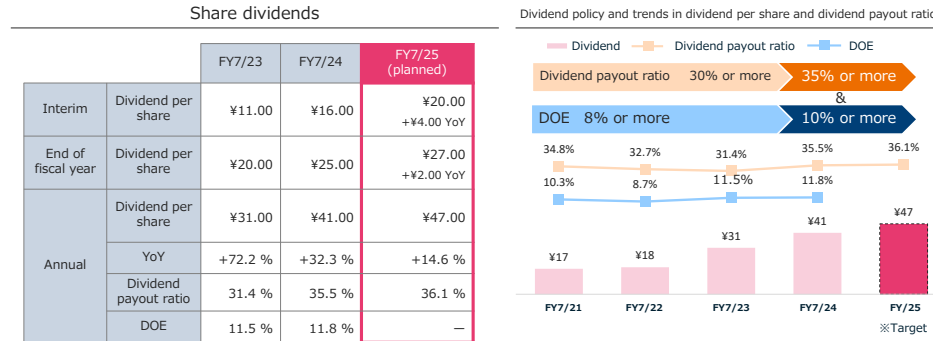 Share dividends
FY7/23 FY7/24 FY7/25
(planned)
Interim Dividend per
share ¥11.00 ¥16.00 ¥20.00
+¥4.00 YoY
End of
fiscal year Dividend per
share ¥20.00 ¥25.00 ¥27.00
+¥2.00 YoY
Annual Dividend per
share ¥31.00 ¥41.00 ¥47.00
YoY +72.2 % +32.3 % +14.6 %
Dividend
payout ratio 31.4 % 35.5 % 36.1 %
DOE 11.5 % 11.8 % —
Dividend policy and trends in dividend per share and dividend payout ratio
Dividend Dividend payout ratio DOE
Dividend payout ratio 30% or more 35% or more
&
DOE 8% or more 10% or more
34.8% 32.7% 31.4% 35.5% 36.1%
10.3% 8.7% 11.5% 11.8%
¥17 ¥18 ¥31 ¥41 ¥47
FY7/21 FY7/22 FY7/23 FY7/24 FY/25
※Target